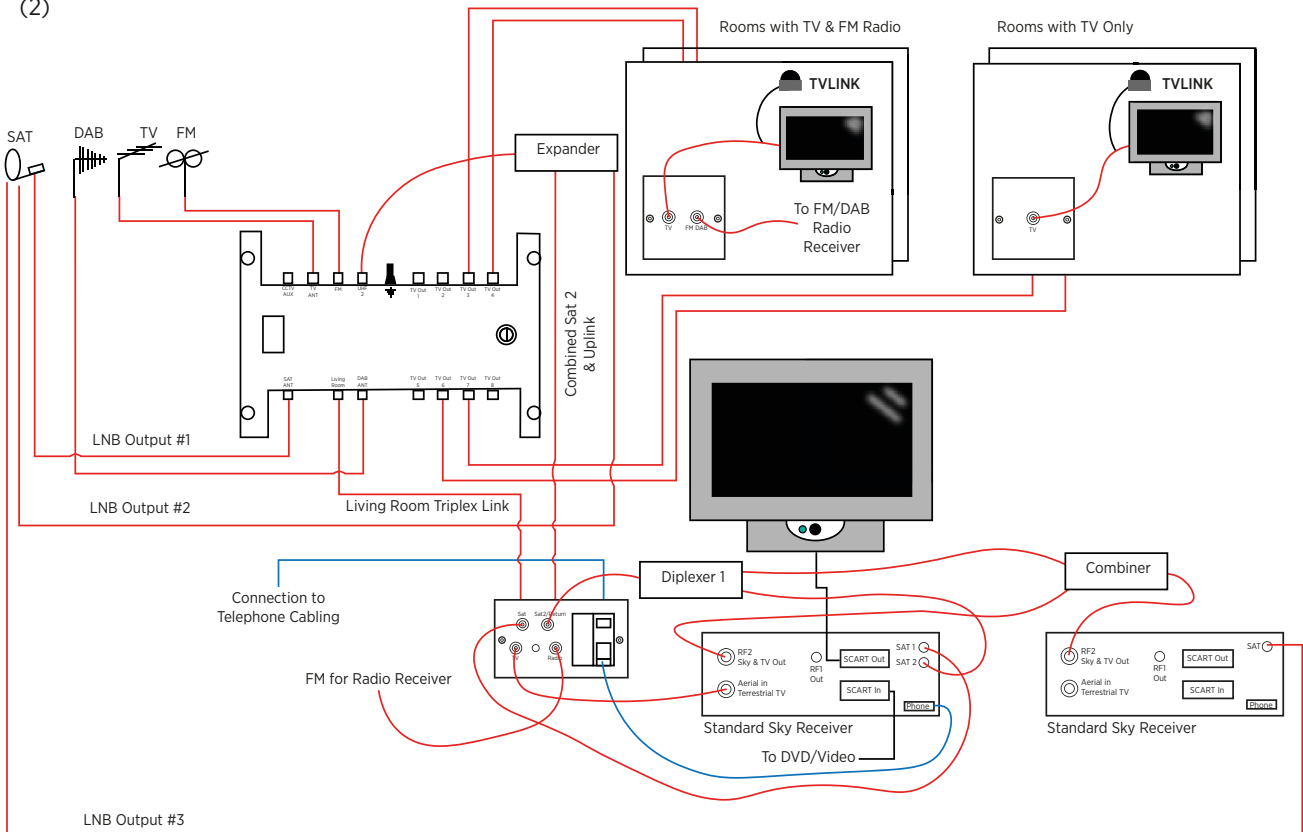 (2)
Rooms with TV & FM Radio
Rooms with TV Only
TVLINK
TVLINK
SAT
DAB
TV
FM
Expander
To FM/DAB
Radio
Receiver
TV
FM DAB
TV
CCTV
AUX
TV
ANT
FM
UHF
2
TV Out
1
TV Out
2
TV Out
3
TV Out
4
Combined Sat 2
& Uplink
SAT
ANT
Living
Room
DAB
ANT
TV Out
5
TV Out
6
TV Out
7
TV Out
8
LNB Output #1
LNB Output #2
Living Room Triplex Link
Connection to
Telephone Cabling
Diplexer 1
Combiner
Sat
Sat2/Return
TV
Radio
FM for Radio Receiver
RF2
Sky & TV Out
RF1
Out
SCART Out
SAT 1
SAT 2
Aerial in
Terrestrial TV
SCART In
Phone
Standard Sky Receiver
To DVD/Video
RF2
Sky & TV Out
RF1
Out
SCART Out
SAT
Aerial in
Terrestrial TV
SCART In
Phone
Standard Sky Receiver
LNB Output #3